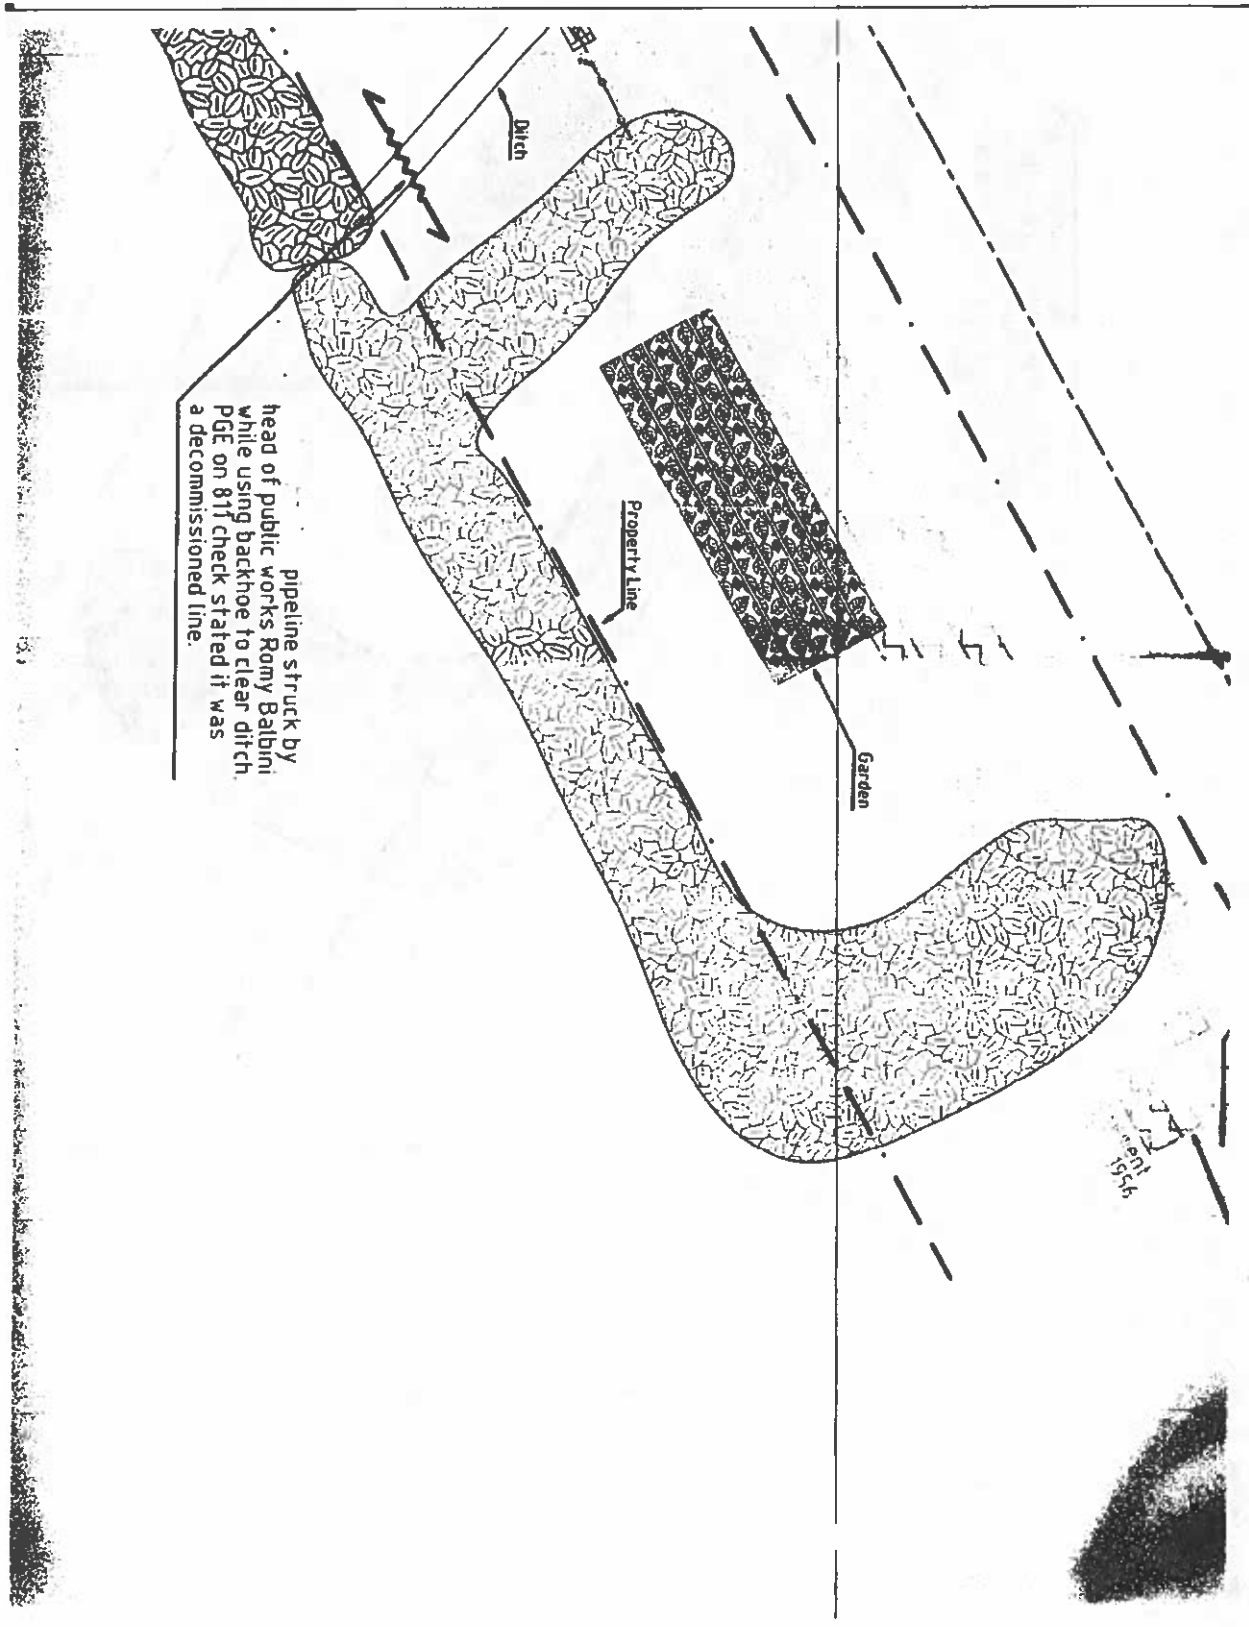 Ditch
pipeline struck by
head of public works Romy Balbini
while using backhoe to clear ditch.
PGE on 811 check stated it was
a decommissioned line.
Property Line
Garden
1956